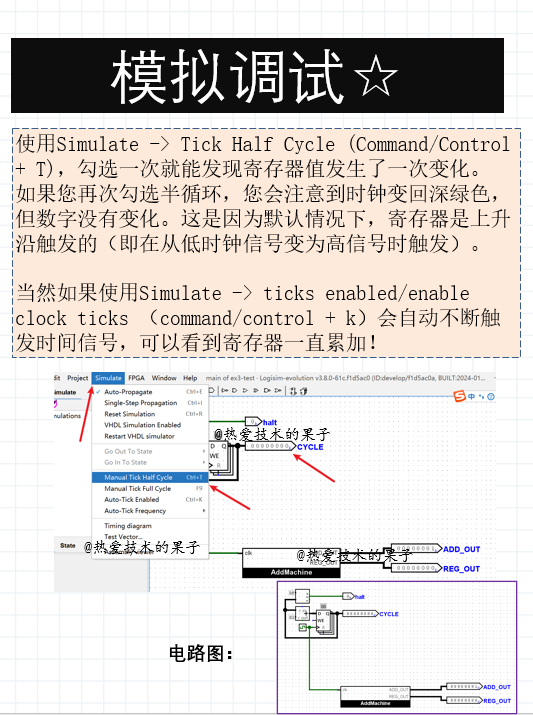 模拟调试☆
使用Simulate -> Tick Half Cycle (Command/Control
+ T), 勾选一次就能发现寄存器值发生了一次变化。
如果您再次勾选半循环，您会注意到时钟变回深绿色，
但数字没有变化。这是因为默认情况下，寄存器是上升
沿触发的（即在从低时钟信号变为高信号时触发）。
当然如果使用Simulate -> ticks enabled/enable
clock ticks （command/control + k）会自动不断触
发时间信号，可以看到寄存器一直累加！
Project Simulate FPGA Window Help main of ex3-test · Logisim-evolution v3.8.0-61c.f1d5ac0 (ID:develop/f1d5ac0a, BUILT:2024-01...
Auto-Propagate Ctrl+E
Single-Step Propagation Ctrl+I
Reset Simulation Ctrl+R
VHDL Simulation Enabled
Restart VHDL simulator
Go Out To State
Go In To State
Manual Tick Half Cycle Ctrl+T
Manual Tick Full Cycle F9
Auto-Tick Enabled Ctrl+K
Auto-Tick Frequency
Timing diagram
Test Vector...
State
中
halt
@热爱技术的果子
D Q
WE
R
CYCLE
@热爱技术的果子
@热爱技术的果子
clk
REG_OUT
AddMachine
ADD_OUT
REG_OUT
电路图：
halt
D Q
WE
R
CYCLE
clk
ADD_OUT
REG_OUT
AddMachine
ADD_OUT
REG_OUT